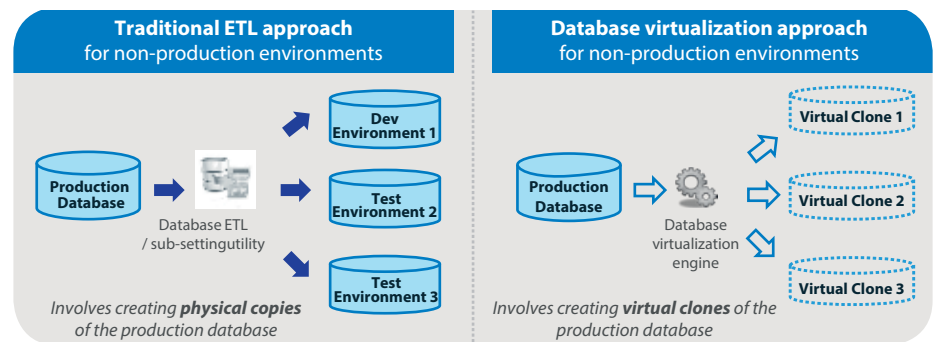 Traditional ETL approach
for non-production environments
Production
Database
Database ETL
/ sub-settingutility
Dev
Environment 1
Test
Environment 2
Test
Environment 3
Involves creating physical copies
of the production database
Database virtualization approach
for non-production environments
Production
Database
Database
virtualization
engine
Virtual Clone 1
Virtual Clone 2
Virtual Clone 3
Involves creating virtual clones of the
production database